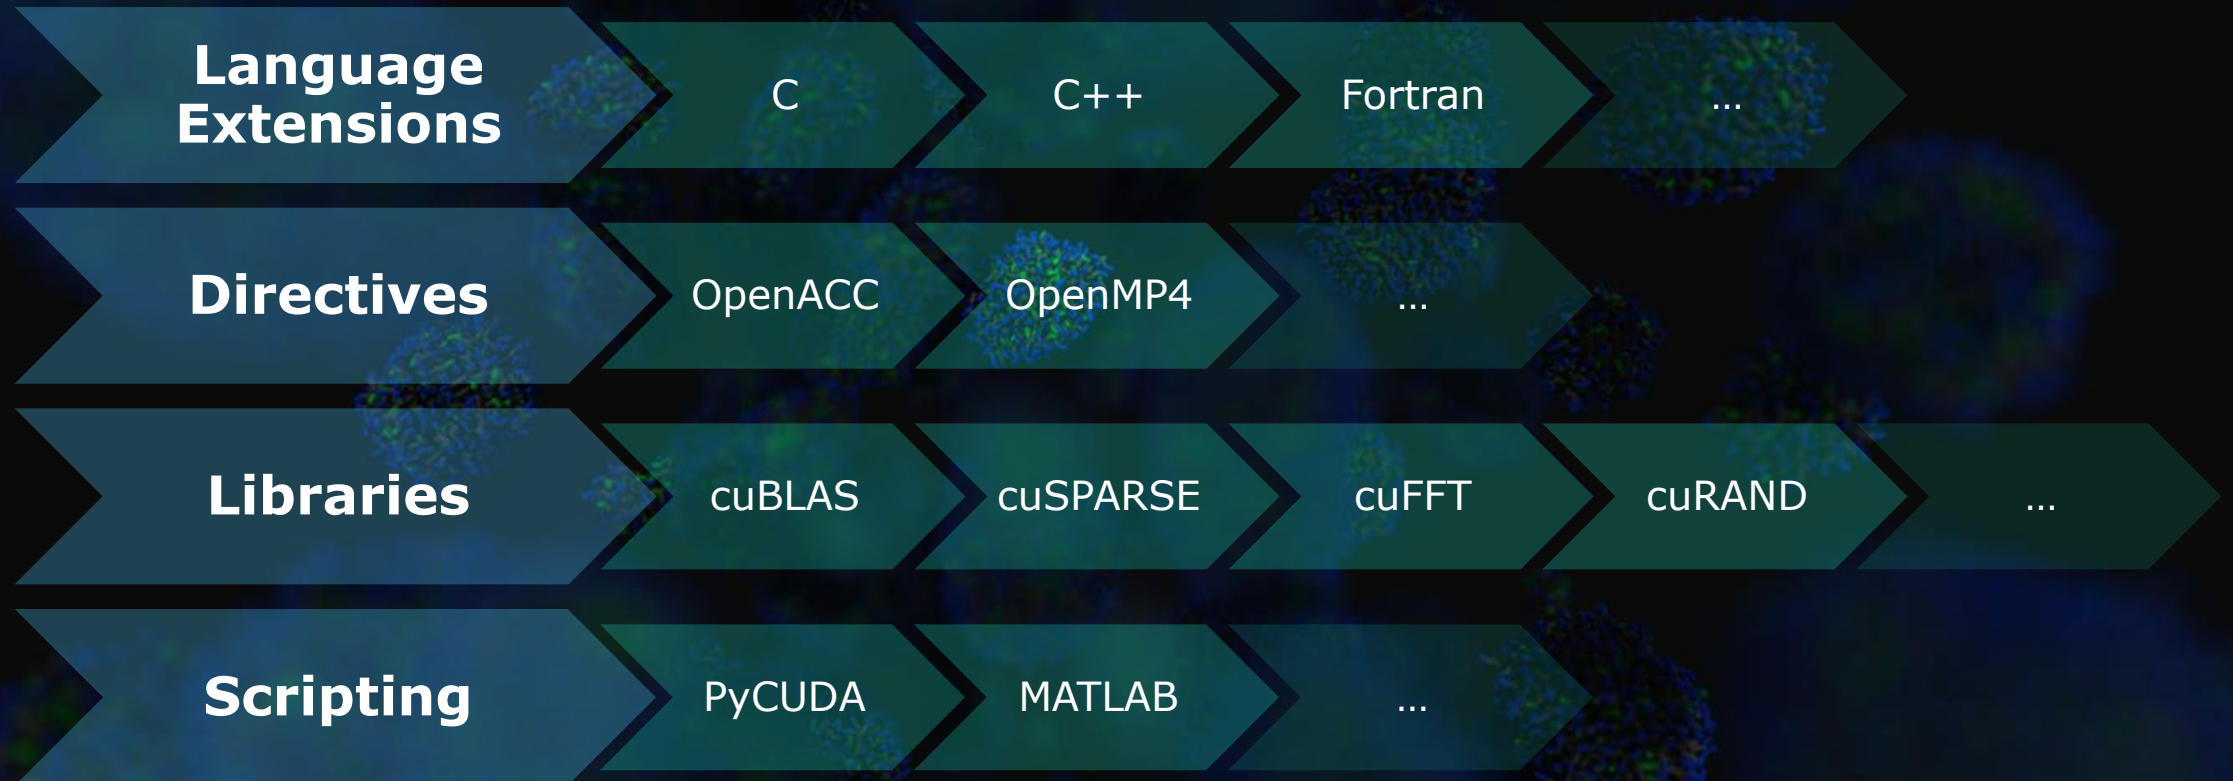 Language
Extensions
C
C++
Fortran
...
Directives
OpenACC
OpenMP4
...
Libraries
cuBLAS
cuSPARSE
cuFFT
cuRAND
...
Scripting
PyCUDA
MATLAB
...